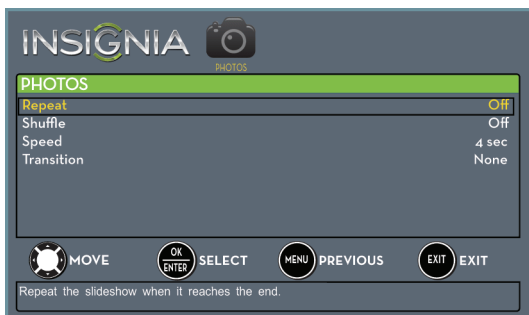 INSIGNIA
PHOTOS
PHOTOS
Repeat Off
Shuffle Off
Speed 4 sec
Transition None
MOVE OK ENTER SELECT MENU PREVIOUS EXIT EXIT
Repeat the slideshow when it reaches the end.